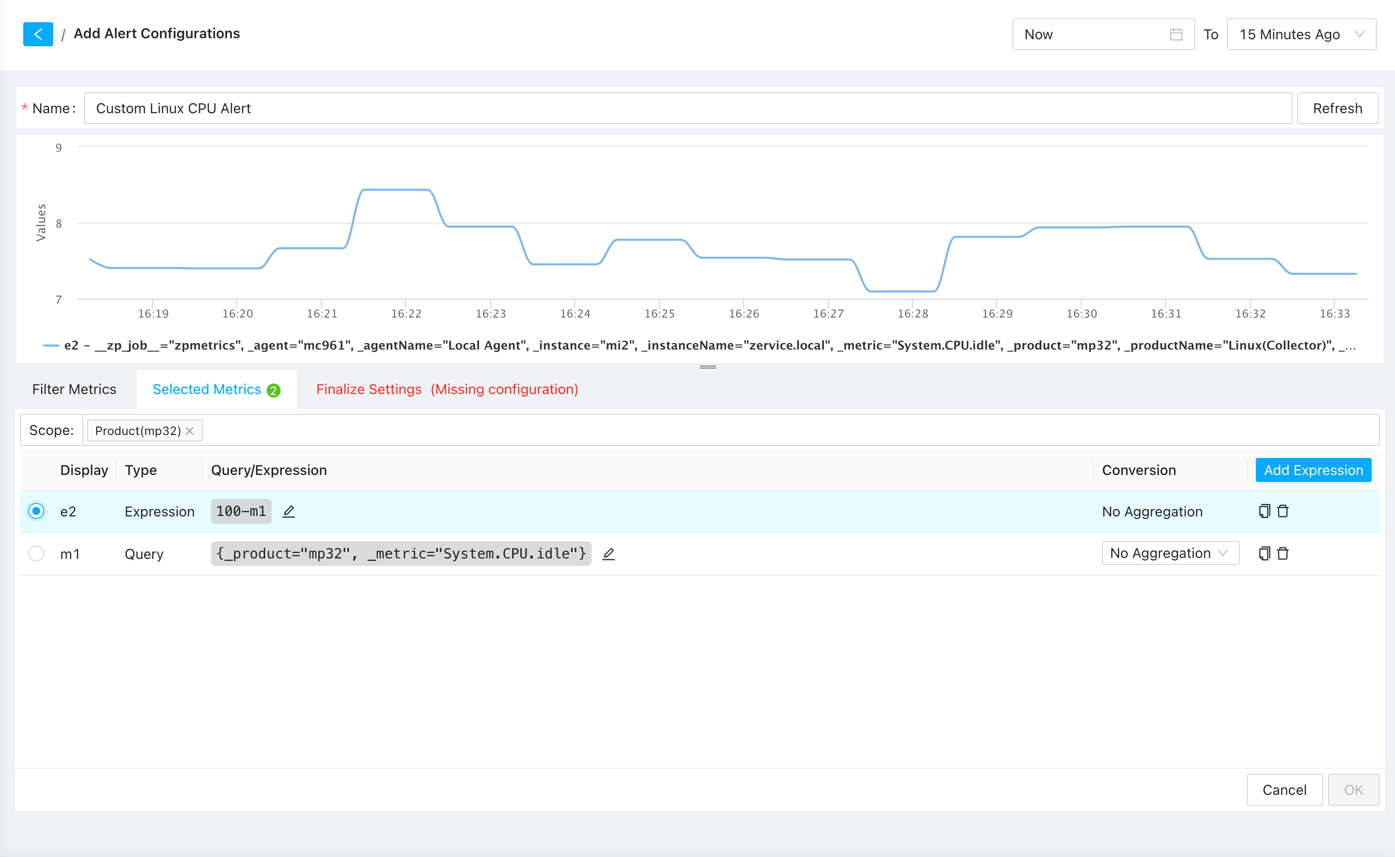 / Add Alert Configurations
Now To 15 Minutes Ago
* Name: Custom Linux CPU Alert Refresh
9
8
7
Values
16:19 16:20 16:21 16:22 16:23 16:24 16:25 16:26 16:27 16:28 16:29 16:30 16:31 16:32 16:33
e2 - __zp_job__="zpmetrics", _agent="mc961", _agentName="Local Agent", _instance="mi2", _instanceName="zervice.local", _metric="System.CPU.idle", _product="mp32", _productName="Linux(Collector)", _...
Filter Metrics Selected Metrics 2 Finalize Settings (Missing configuration)
Scope: Product(mp32)
Display Type Query/Expression Conversion Add Expression
e2 Expression 100-m1 No Aggregation
m1 Query {_product="mp32", _metric="System.CPU.idle"} No Aggregation
Cancel OK